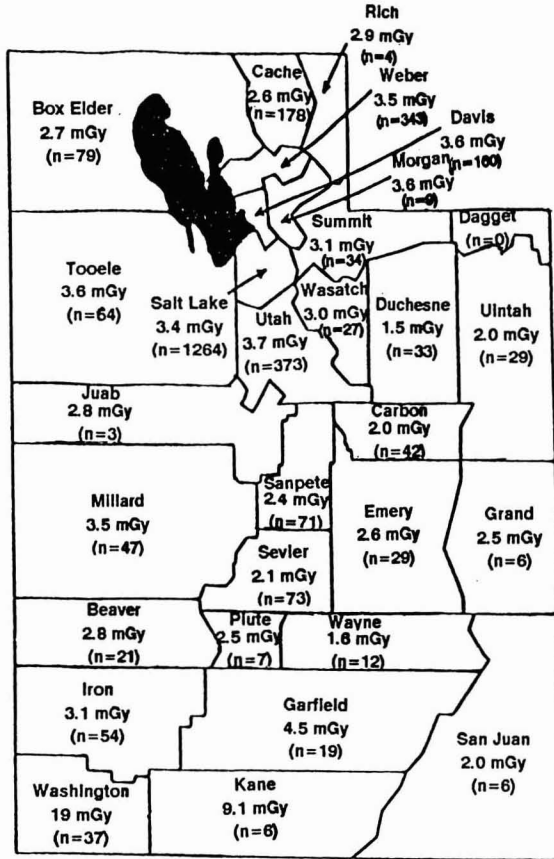 Rich
2.9 mGy
(n=4)
Cache
2.6 mGy
(n=178)
Weber
3.5 mGy
(n=343)
Box Elder
2.7 mGy
(n=79)
Davis
3.6 mGy
(n=160)
Morgan
3.6 mGy
(n=9)
Summit
3.1 mGy
(n=34)
Dagget
(n=0)
Tooele
3.6 mGy
(n=64)
Salt Lake
3.4 mGy
(n=1264)
Utah
3.7 mGy
(n=373)
Wasatch
3.0 mGy
(n=27)
Duchesne
1.5 mGy
(n=33)
Uintah
2.0 mGy
(n=29)
Juab
2.8 mGy
(n=3)
Carbon
2.0 mGy
(n=42)
Millard
3.5 mGy
(n=47)
Sanpete
2.4 mGy
(n=71)
Emery
2.6 mGy
(n=29)
Grand
2.5 mGy
(n=6)
Sevier
2.1 mGy
(n=73)
Beaver
2.8 mGy
(n=21)
Piute
2.5 mGy
(n=7)
Wayne
1.6 mGy
(n=12)
Iron
3.1 mGy
(n=54)
Garfield
4.5 mGy
(n=19)
San Juan
2.0 mGy
(n=6)
Washington
19 mGy
(n=37)
Kane
9.1 mGy
(n=6)